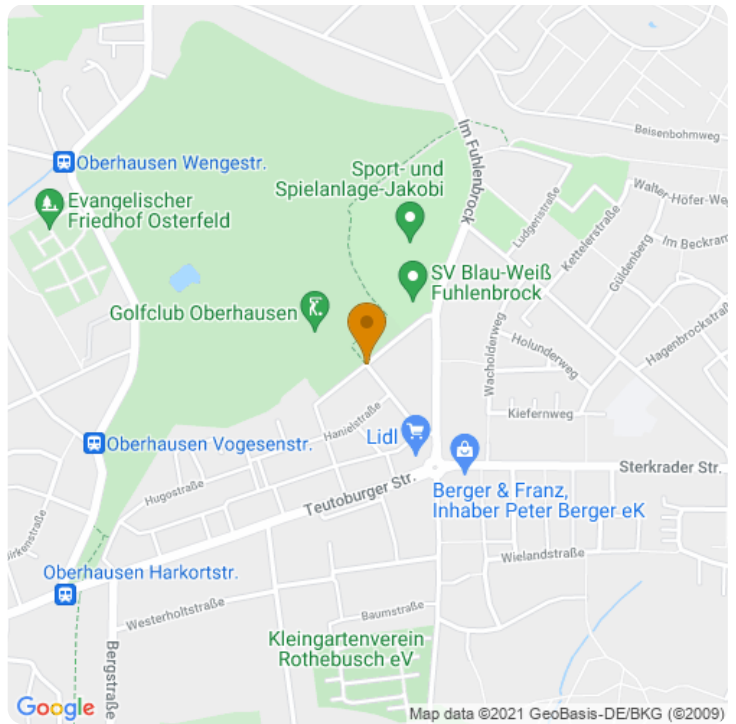 Im Fuhlenbrock
Beisenbohmweg
Oberhausen Wengestr.
Sport- und
Spielanlage-Jakobi
Evangelischer
Friedhof Osterfeld
Walter-Höfer-We
Ludgeristraße
Kettelerstraße
Güldenberg
Im Beckram
SV Blau-Weiß
Fuhlenbrock
Golfclub Oberhausen
Hagenbrockstraß
Wacholderweg
Holunderweg
Kiefernweg
Hanielstraße
Lidl
Oberhausen Vogesenstr.
Sterkrader Str.
Hugostraße
Teutoburger Str.
Berger & Franz,
Inhaber Peter Berger eK
irkenstraße
Wielandstraße
Oberhausen Harkortstr.
Westerholtstraße
Baumstraße
Bergstraße
Kleingartenverein
Rothebusch eV
Google
Map data ©2021 GeoBasis-DE/BKG (©2009)